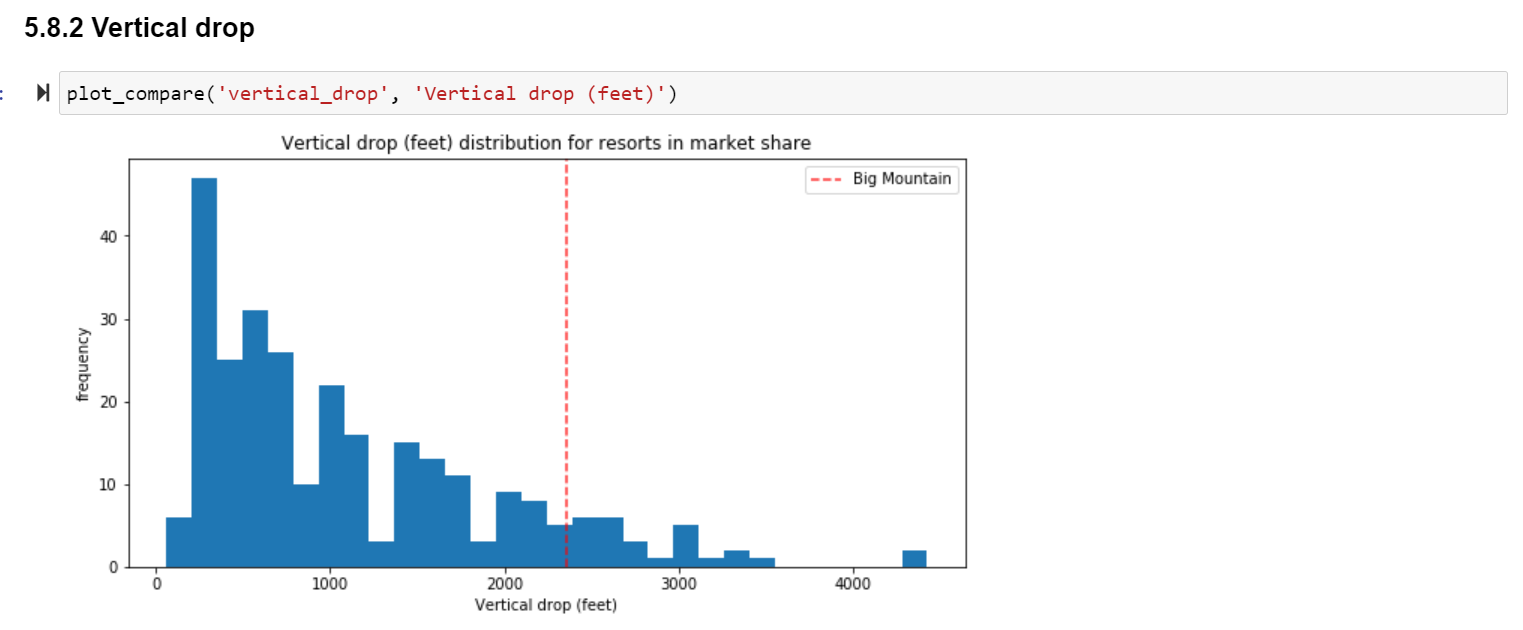 5.8.2 Vertical drop
:
plot_compare('vertical_drop', 'Vertical drop (feet)')
Vertical drop (feet) distribution for resorts in market share
Big Mountain
40
30
20
10
0
frequency
0 1000 2000 3000 4000
Vertical drop (feet)